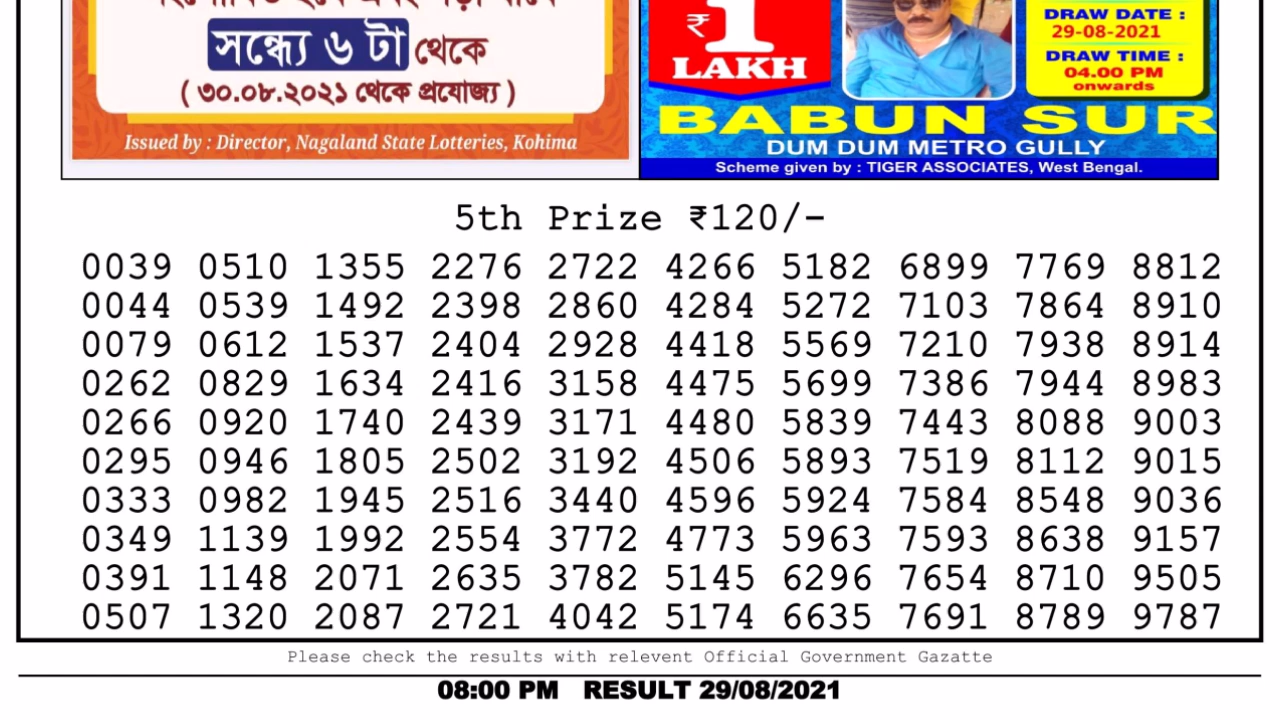 সন্ধ্যে ৬ টা থেকে
( ৩০.০৮.২০২১ থেকে প্রযোজ্য )
Issued by : Director, Nagaland State Lotteries, Kohima
₹1
LAKH
DRAW DATE :
29-08-2021
DRAW TIME :
04.00 PM
onwards
BABUN SUR
DUM DUM METRO GULLY
Scheme given by : TIGER ASSOCIATES, West Bengal.
5th Prize ₹120/-
0039 0510 1355 2276 2722 4266 5182 6899 7769 8812
0044 0539 1492 2398 2860 4284 5272 7103 7864 8910
0079 0612 1537 2404 2928 4418 5569 7210 7938 8914
0262 0829 1634 2416 3158 4475 5699 7386 7944 8983
0266 0920 1740 2439 3171 4480 5839 7443 8088 9003
0295 0946 1805 2502 3192 4506 5893 7519 8112 9015
0333 0982 1945 2516 3440 4596 5924 7584 8548 9036
0349 1139 1992 2554 3772 4773 5963 7593 8638 9157
0391 1148 2071 2635 3782 5145 6296 7654 8710 9505
0507 1320 2087 2721 4042 5174 6635 7691 8789 9787
Please check the results with relevent Official Government Gazatte
08:00 PM RESULT 29/08/2021